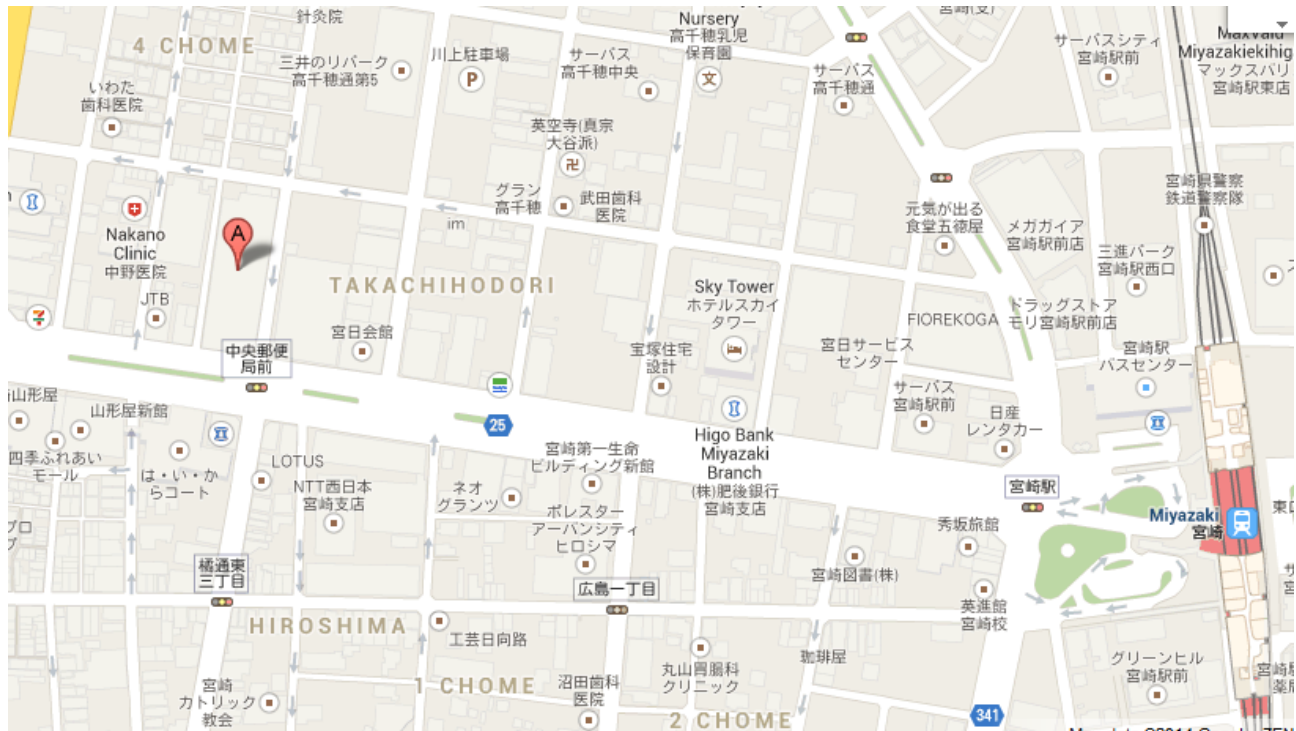 針灸院
4 CHOME
三井のリパーク
高千穂通第5
川上駐車場
P
サーパス
高千穂中央
Nursery
高千穂乳児
保育園
文
サーパス
高千穂通
宮崎(支)
サーパスシティ
宮崎駅前
MaxValu
Miyazakiekihig
マックスバリ
宮崎駅東店
いわた
歯科医院
英空寺(真宗
大谷派)
卍
グラン
高千穂
武田歯科
医院
im
元気が出る
食堂五徳屋
メガガイア
宮崎駅前店
宮崎県警察
鉄道警察隊
三進パーク
宮崎駅西口
Nakano
Clinic
中野医院
A
JTB
TAKACHIHODORI
Sky Tower
ホテルスカイ
タワー
FIOREKOGA
ドラッグストア
モリ宮崎駅前店
宮日会館
中央郵便
局前
宝塚住宅
設計
宮日サービス
センター
宮崎駅
バスセンター
サーパス
宮崎駅前
日産
レンタカー
山形屋
山形屋新館
25
Higo Bank
Miyazaki
Branch
(株)肥後銀行
宮崎支店
宮崎第一生命
ビルディング新館
四季ふれあい
モール
は・い・か
らコート
LOTUS
NTT西日本
宮崎支店
ネオ
グランツ
ポレスター
アーバンシティ
ヒロシマ
宮崎駅
Miyazaki
宮崎
東口
プロ
プ
秀坂旅館
宮崎図書(株)
橘通東
三丁目
広島一丁目
英進館
宮崎校
HIROSHIMA
工芸日向路
珈琲屋
丸山胃腸科
クリニック
グリーンヒル
宮崎駅前
宮崎
カトリック
教会
1 CHOME
沼田歯科
医院
2 CHOME
341
宮崎駅
薬局